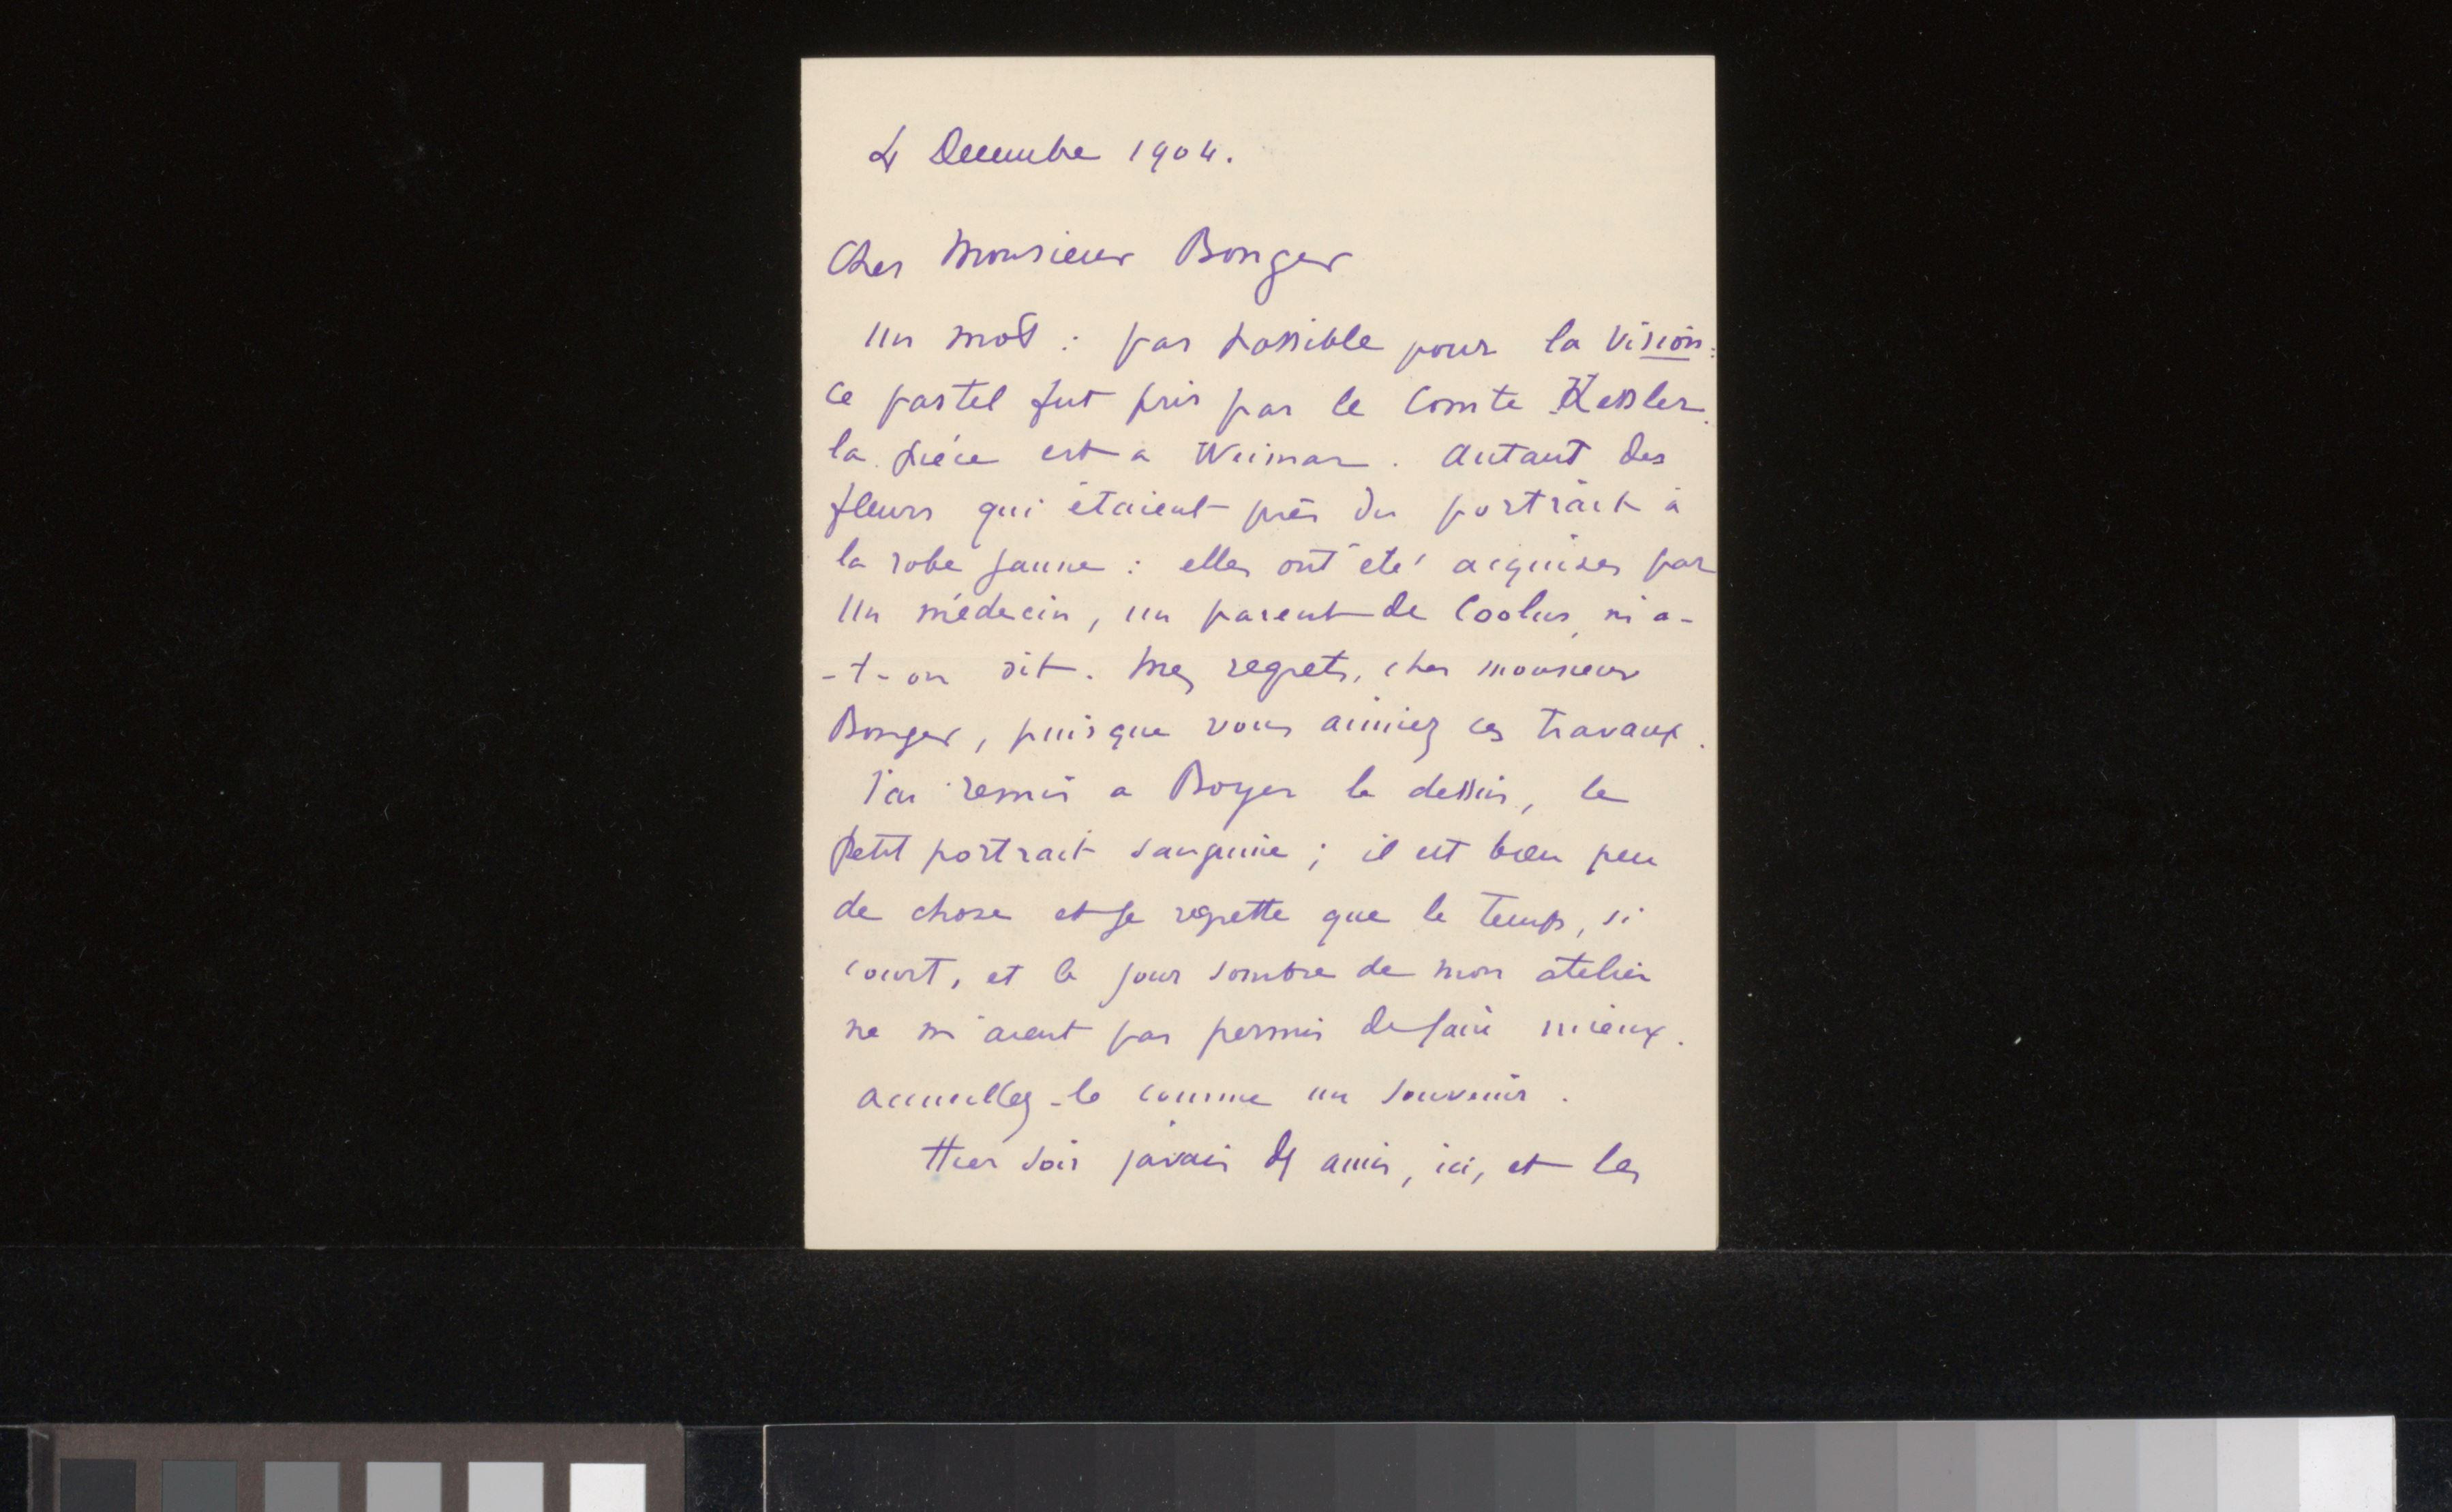 4 Decembre 1904.
Cher Monsieur Bonger
Un mot : pas possible pour la Vision :
ce pastel fut pris par le Comte Kessler.
la pièce est a Weimar. Autant des
fleurs qui étaient près du portrait à
la robe jaune : elles ont été acquises par
Un médecin, un parent de Coolus, m'a-
-t-on dit. Mes regrets, cher monsieur
Bonger, puisque vous aimiez ces travaux.
J'ai remis a Boyer le dessin, le
petit portrait sanguine ; il est bien peu
de chose et je regrette que le temps, si
court, et le jour sombre de mon atelier
ne m'aient pas permis de faire mieux.
accueillez-le comme un souvenir.
Hier soir j'avais des amis, ici, et les